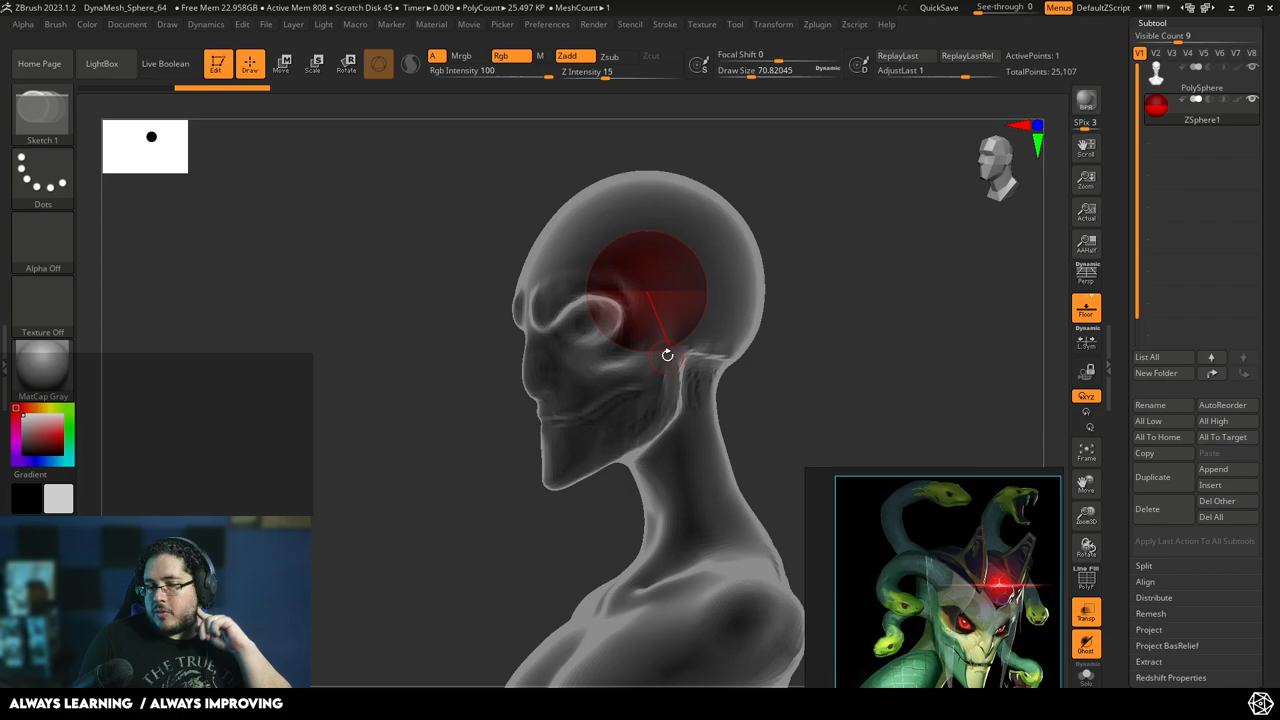 ZBrush 2023.1.2 DynaMesh_Sphere_64 • Free Mem 22.958GB • Active Mem 808 • Scratch Disk 45 • Timer▸0.009 • PolyCount▸25.497 KP • MeshCount▸1
AC QuickSave See-through 0 Menus DefaultZScript
Alpha Brush Color Document Draw Dynamics Edit File Layer Light Macro Marker Material Movie Picker Preferences Render Stencil Stroke Texture Tool Transform Zplugin Zscript Help
Home Page LightBox Live Boolean Edit Draw Move Scale Rotate
A Mrgb Rgb M Zadd Zsub Zcut
Rgb Intensity 100 Z Intensity 15
Focal Shift 0
Draw Size 70.82045 Dynamic
S
D
ReplayLast ReplayLastRel ActivePoints: 1
AdjustLast 1 TotalPoints: 25,107
Sketch 1
Dots
Alpha Off
Texture Off
MatCap Gray
Gradient
BPR
SPix 3
Scroll
Zoom
Actual
AAHalf
Dynamic
Persp
Floor
Dynamic
L.Sym
XYZ
Frame
Move
Zoom3D
Rotate
Line Fill
PolyF
Transp
Ghost
Dynamic
Solo
Subtool
Visible Count 9
V1 V2 V3 V4 V5 V6 V7 V8
PolySphere
ZSphere1
List All
New Folder
Rename AutoReorder
All Low All High
All To Home All To Target
Copy Paste
Duplicate Append
Insert
Delete Del Other
Del All
Apply Last Action To All Subtools
Split
Align
Distribute
Remesh
Project
Project BasRelief
Extract
Redshift Properties
THE TRUE
ALWAYS LEARNING / ALWAYS IMPROVING